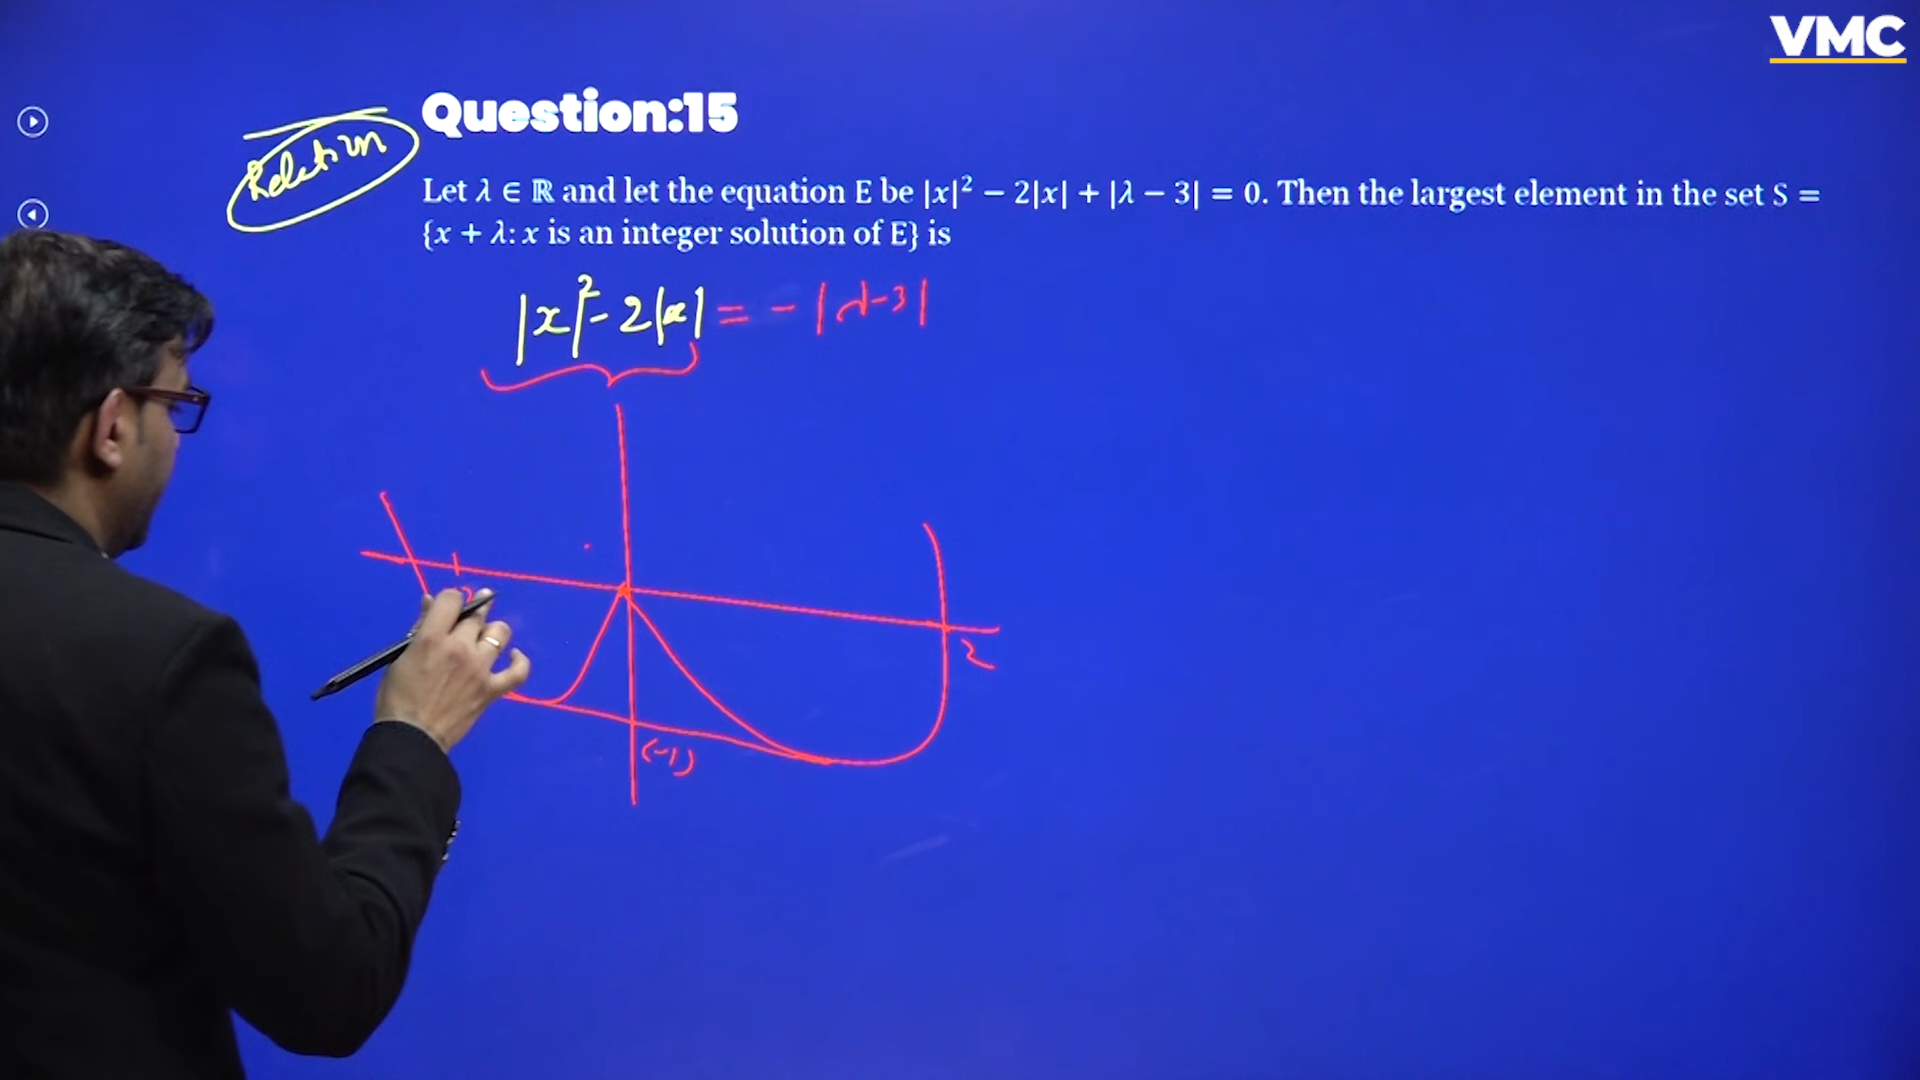 VMC
Question:15
Relation
Let λ ∈ ℝ and let the equation E be |x|² − 2|x| + |λ − 3| = 0. Then the largest element in the set S =
{x + λ: x is an integer solution of E} is
|x|² - 2|x| = - |λ-3|
2
(-1)